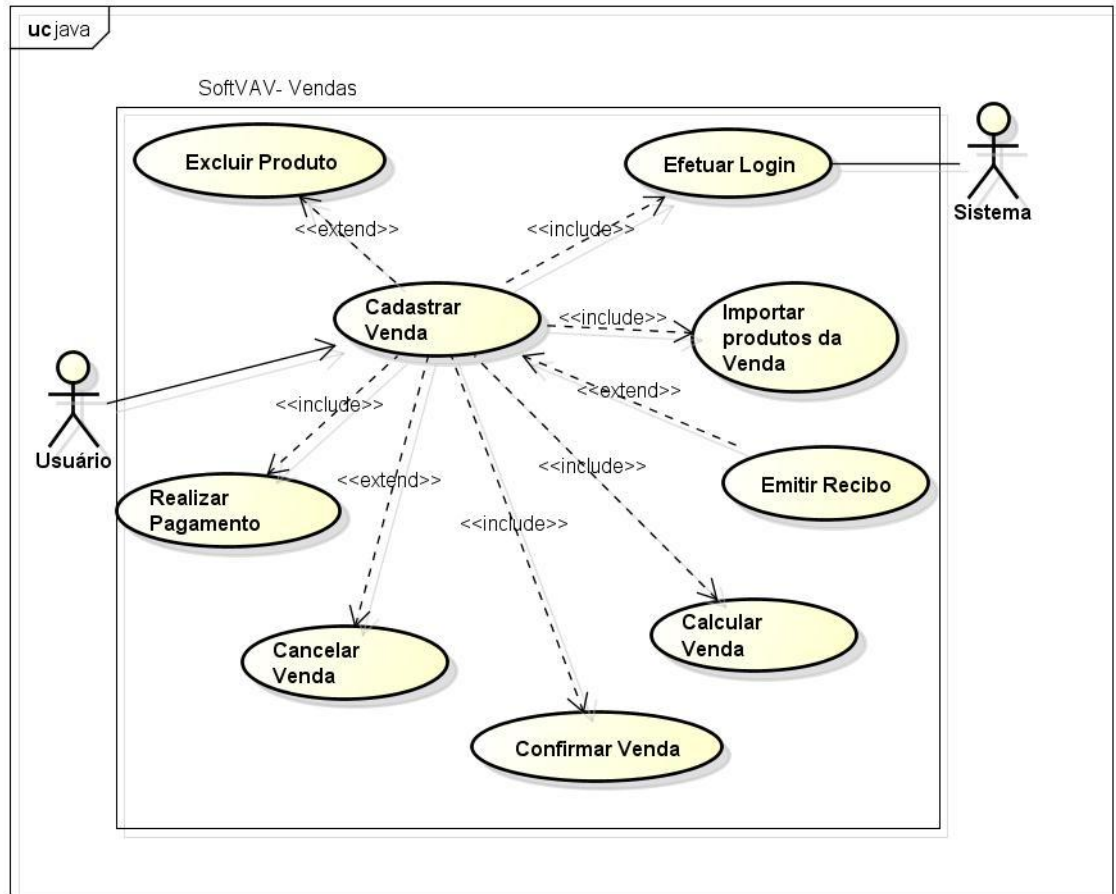 uc java
SoftVAV- Vendas
Excluir Produto
Efetuar Login
Sistema
<<extend>>
<<include>>
Cadastrar
Venda
<<include>>
Importar
produtos da
Venda
<<extend>>
<<include>>
Usuário
<<include>>
Emitir Recibo
<<extend>>
Realizar
Pagamento
<<include>>
Calcular
Venda
Cancelar
Venda
Confirmar Venda